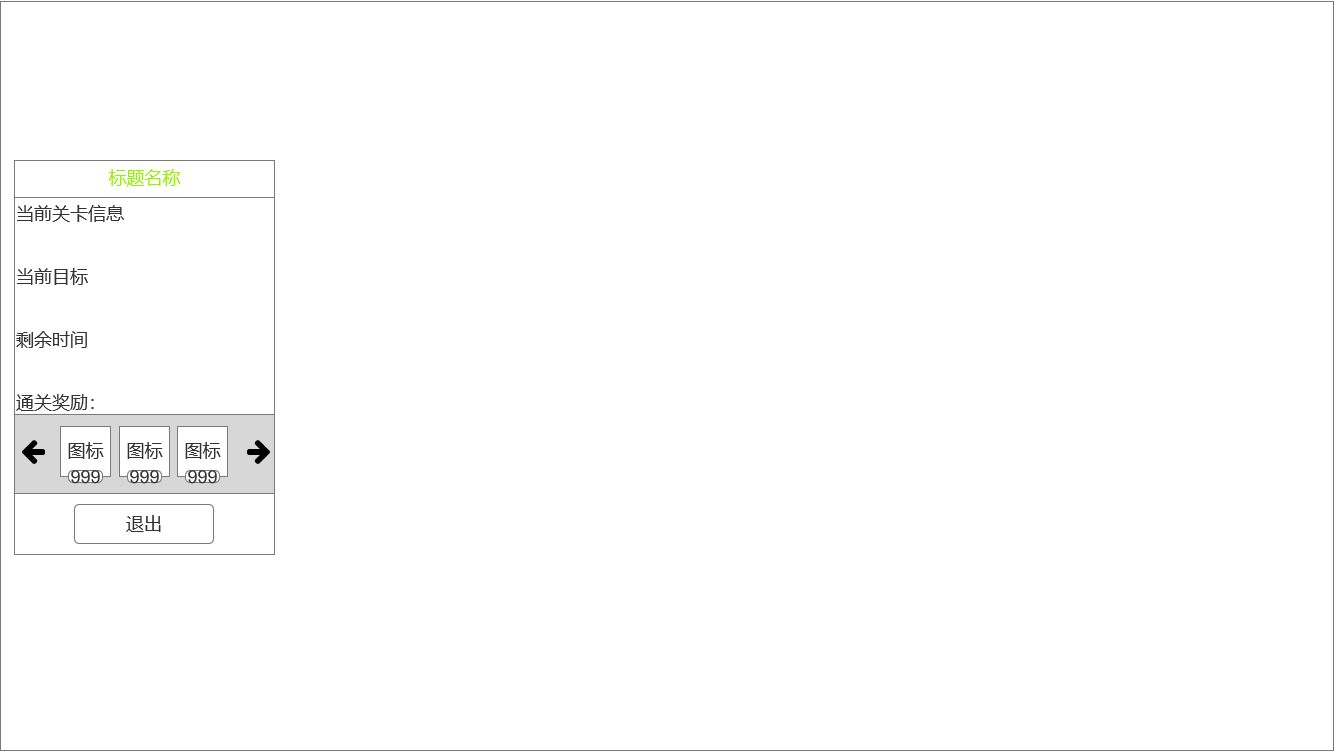 标题名称
当前关卡信息
当前目标
剩余时间
通关奖励：
图标 图标 图标
999 999 999
退出